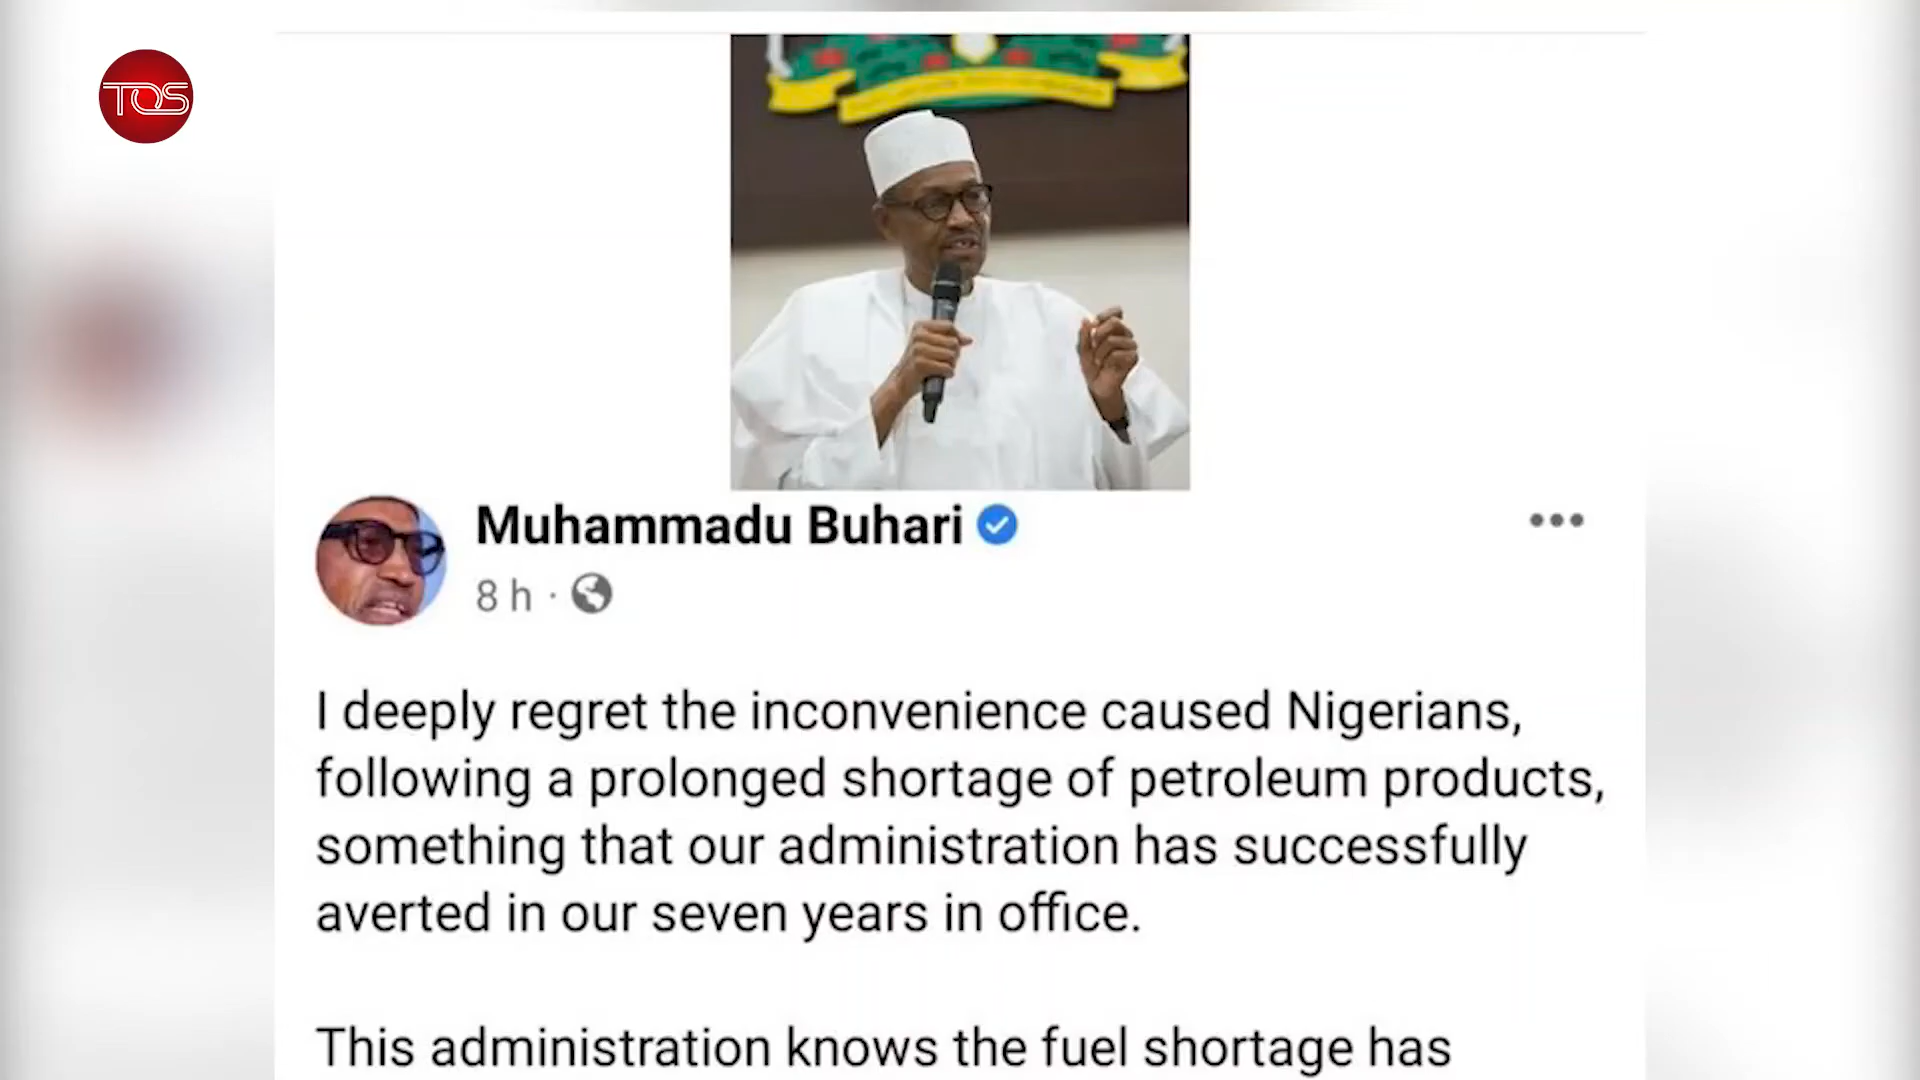 TOS
Muhammadu Buhari
8 h ·
I deeply regret the inconvenience caused Nigerians,
following a prolonged shortage of petroleum products,
something that our administration has successfully
averted in our seven years in office.
This administration knows the fuel shortage has